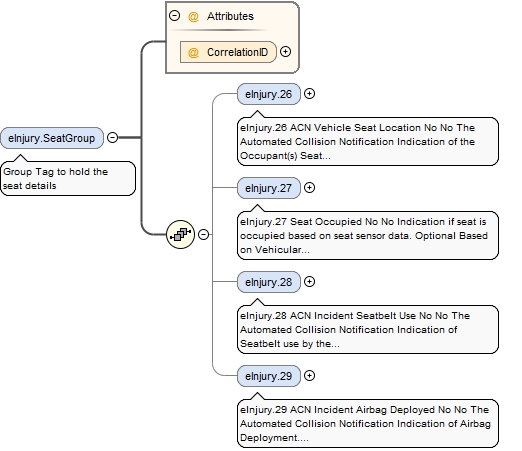 Attributes
@ CorrelationID
eInjury.SeatGroup
Group Tag to hold the
seat details
eInjury.26
eInjury.26 ACN Vehicle Seat Location No No The
Automated Collision Notification Indication of the
Occupant(s) Seat...
eInjury.27
eInjury.27 Seat Occupied No No Indication if seat is
occupied based on seat sensor data. Optional Based
on Vehicular...
eInjury.28
eInjury.28 ACN Incident Seatbelt Use No No The
Automated Collision Notification Indication of
Seatbelt use by the...
eInjury.29
eInjury.29 ACN Incident Airbag Deployed No No The
Automated Collision Notification Indication of Airbag
Deployment....